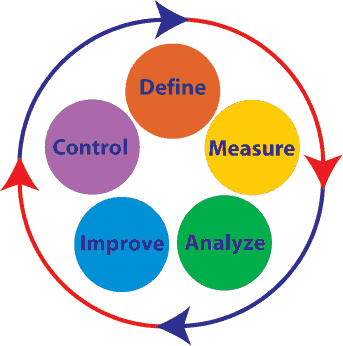 Define
Measure
Analyze
Improve
Control